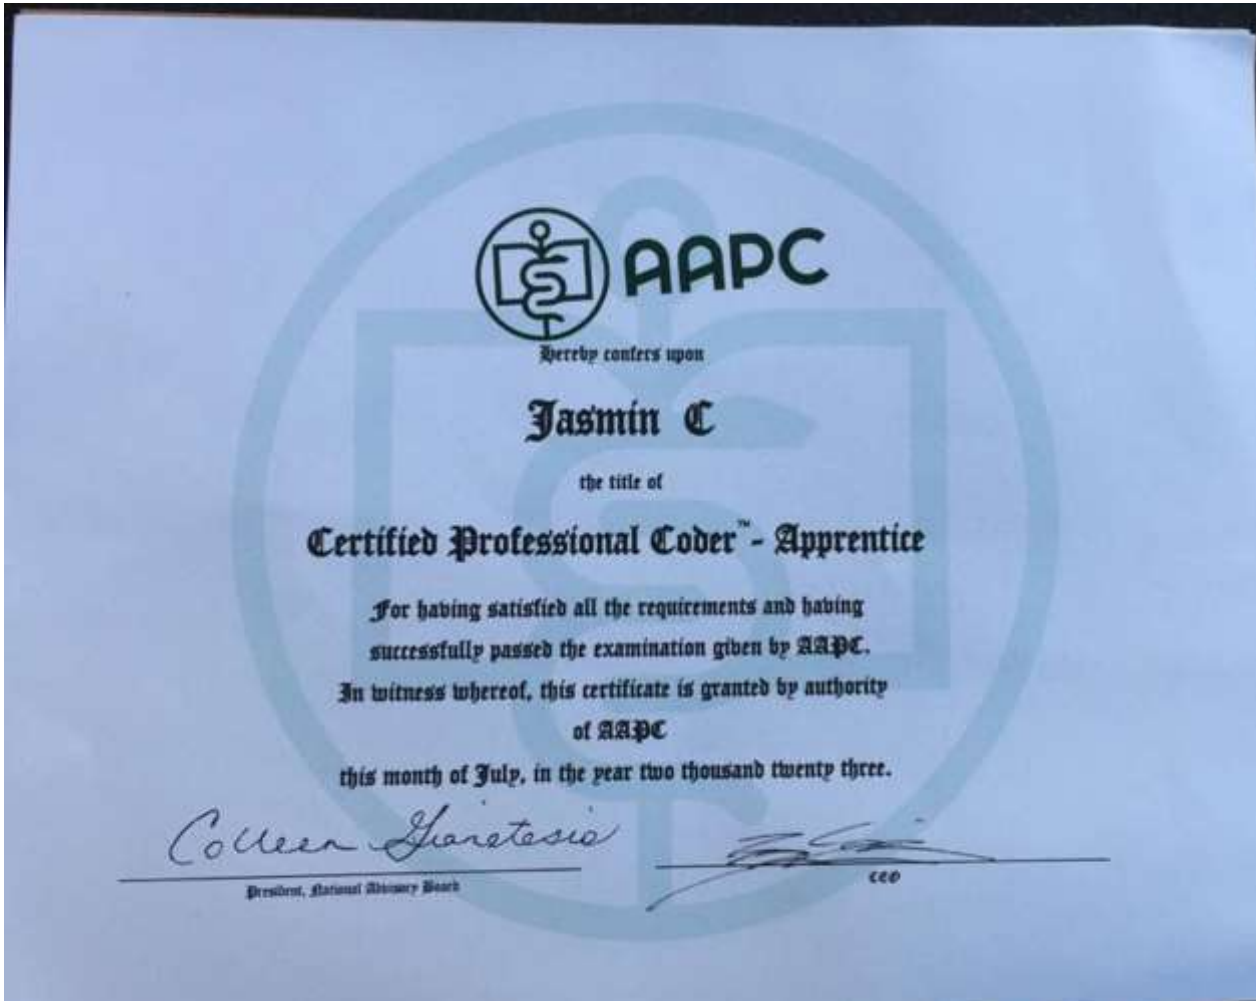 AAPC
Hereby confers upon
Jasmin C
the title of
Certified Professional Coder™- Apprentice
For having satisfied all the requirements and having
successfully passed the examination given by AAPC.
In witness whereof, this certificate is granted by authority
of AAPC
this month of July, in the year two thousand twenty three.
Colleen
President, National Advisory Board
CEO